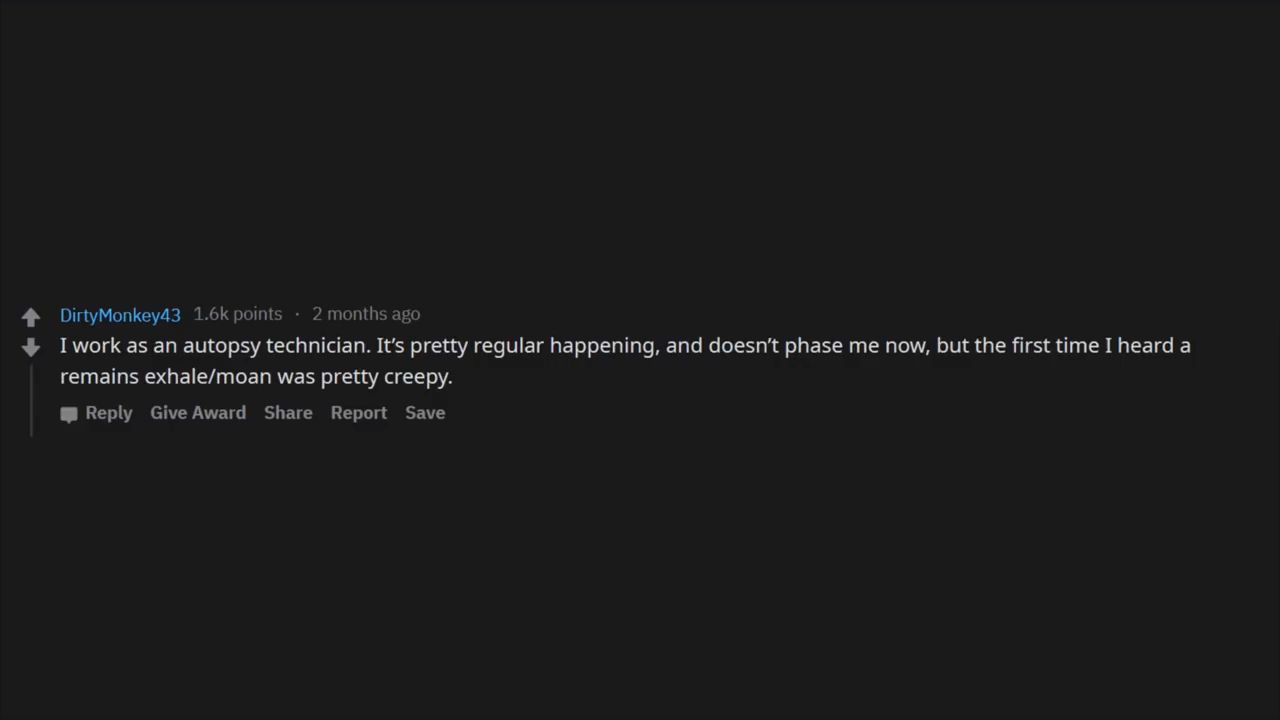 DirtyMonkey43 1.6k points · 2 months ago
I work as an autopsy technician. It’s pretty regular happening, and doesn’t phase me now, but the first time I heard a
remains exhale/moan was pretty creepy.
Reply Give Award Share Report Save